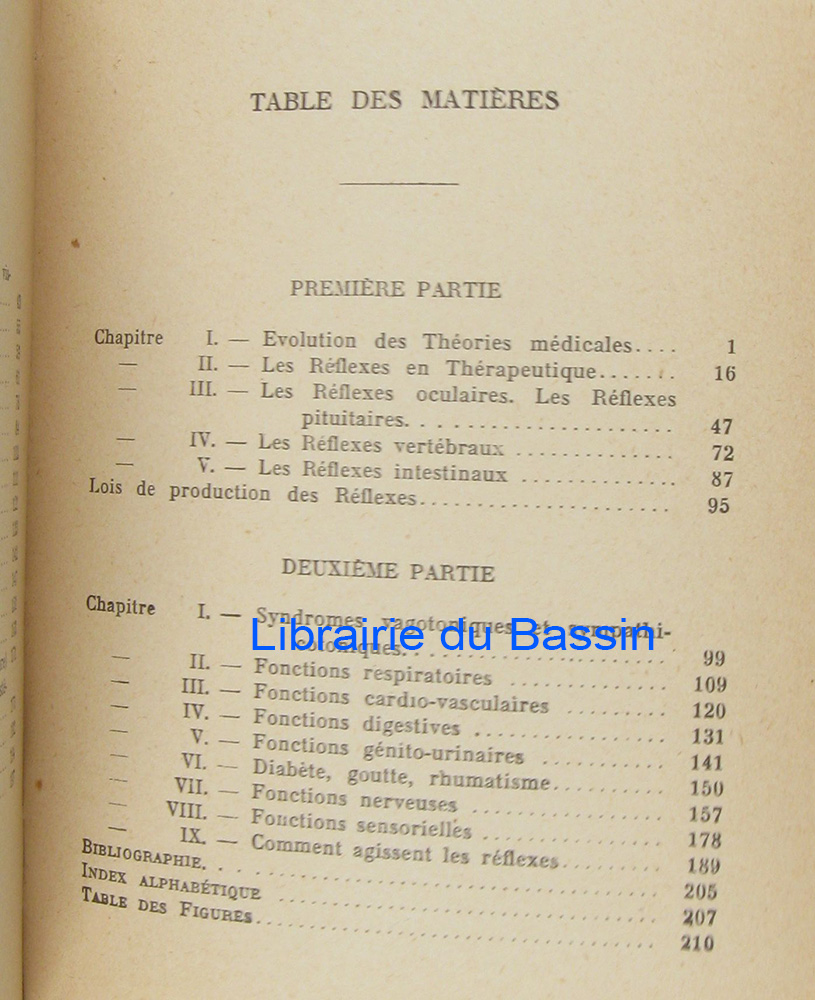 TABLE DES MATIÈRES
PREMIÈRE PARTIE
Chapitre I. — Evolution des Théories médicales.... 1
— II. — Les Réflexes en Thérapeutique....... 16
— III. — Les Réflexes oculaires. Les Réflexes
pituitaires. .................... 47
— IV. — Les Réflexes vertébraux .............. 72
— V. — Les Réflexes intestinaux .............. 87
Lois de production des Réflexes....................... 95
DEUXIÈME PARTIE
Chapitre I. — Syndromes vagotoniques et sympathi-
cotoniques. ....................... 99
Librairie du Bassin
— II. — Fonctions respiratoires .............. 109
— III. — Fonctions cardio-vasculaires ......... 120
— IV. — Fonctions digestives ................. 131
— V. — Fonctions génito-urinaires ........... 141
— VI. — Diabète, goutte, rhumatisme.......... 150
— VII. — Fonctions nerveuses ................. 157
— VIII. — Fonctions sensorielles ................ 178
— IX. — Comment agissent les réflexes......... 189
BIBLIOGRAPHIE. ....................................... 205
INDEX ALPHABÉTIQUE .................................. 207
TABLE DES FIGURES..................................... 210